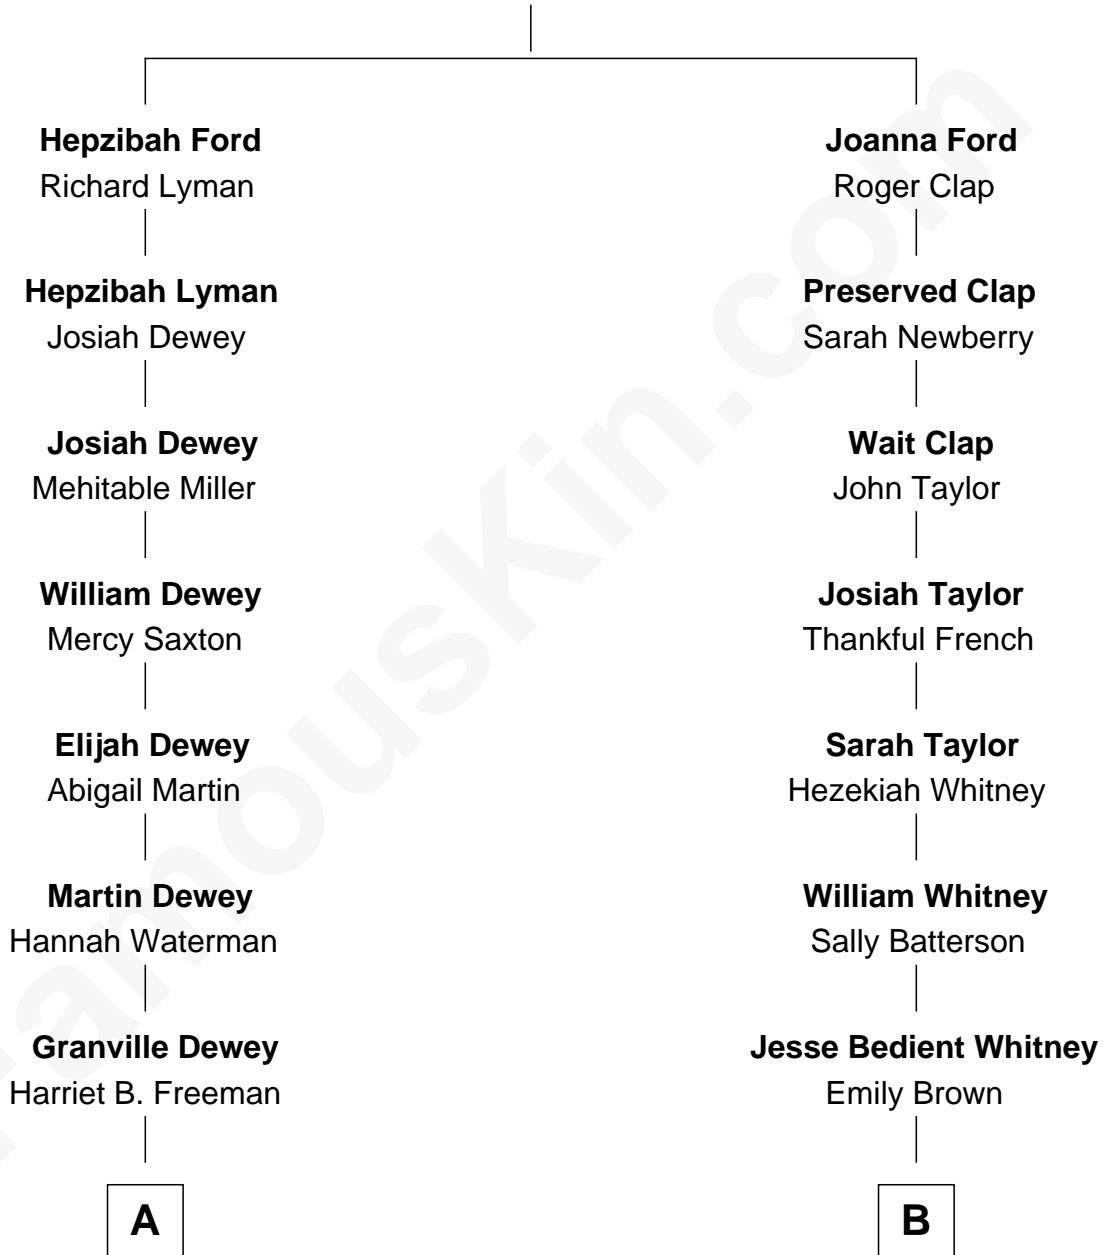 Hepzibah Ford
Richard Lyman
Hepzibah Lyman
Josiah Dewey
Josiah Dewey
Mehitable Miller
William Dewey
Mercy Saxton
Elijah Dewey
Abigail Martin
Martin Dewey
Hannah Waterman
Granville Dewey
Harriet B. Freeman
A
Joanna Ford
Roger Clap
Preserved Clap
Sarah Newberry
Wait Clap
John Taylor
Josiah Taylor
Thankful French
Sarah Taylor
Hezekiah Whitney
William Whitney
Sally Batterson
Jesse Bedient Whitney
Emily Brown
B
FamousKin.com